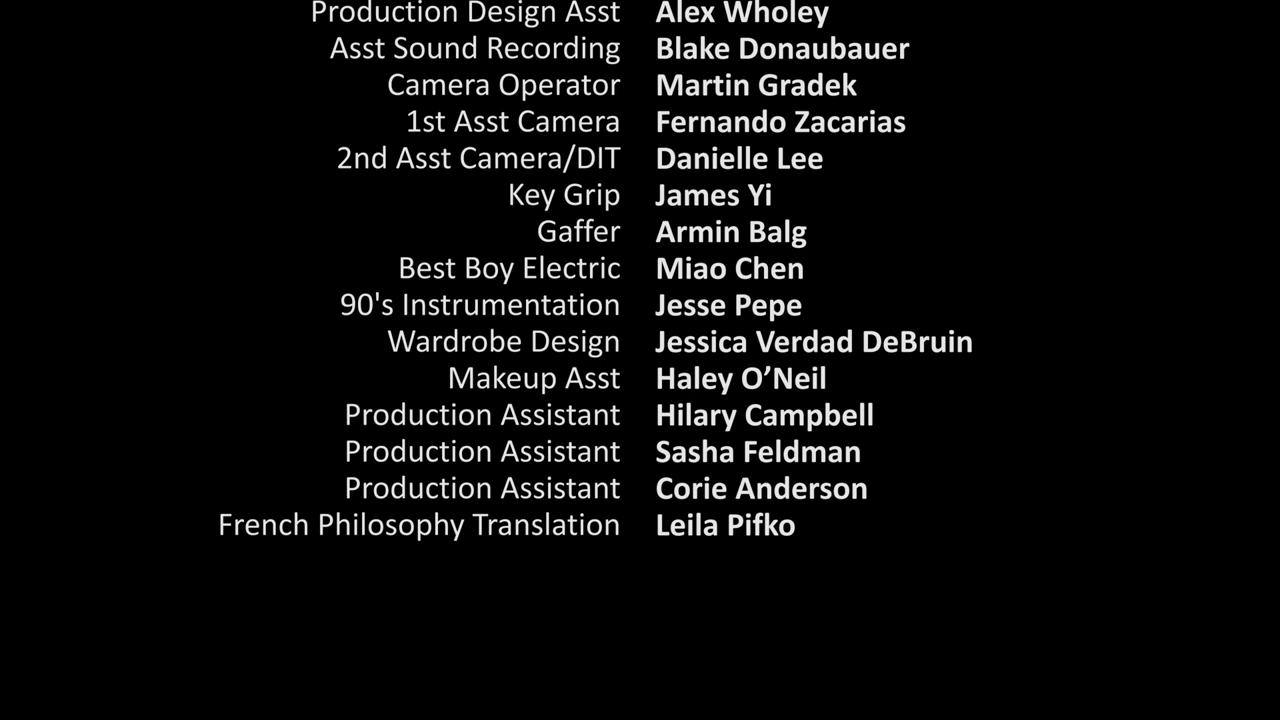 Production Design Asst Alex Wholey
Asst Sound Recording Blake Donaubauer
Camera Operator Martin Gradek
1st Asst Camera Fernando Zacarias
2nd Asst Camera/DIT Danielle Lee
Key Grip James Yi
Gaffer Armin Balg
Best Boy Electric Miao Chen
90's Instrumentation Jesse Pepe
Wardrobe Design Jessica Verdad DeBruin
Makeup Asst Haley O’Neil
Production Assistant Hilary Campbell
Production Assistant Sasha Feldman
Production Assistant Corie Anderson
French Philosophy Translation Leila Pifko